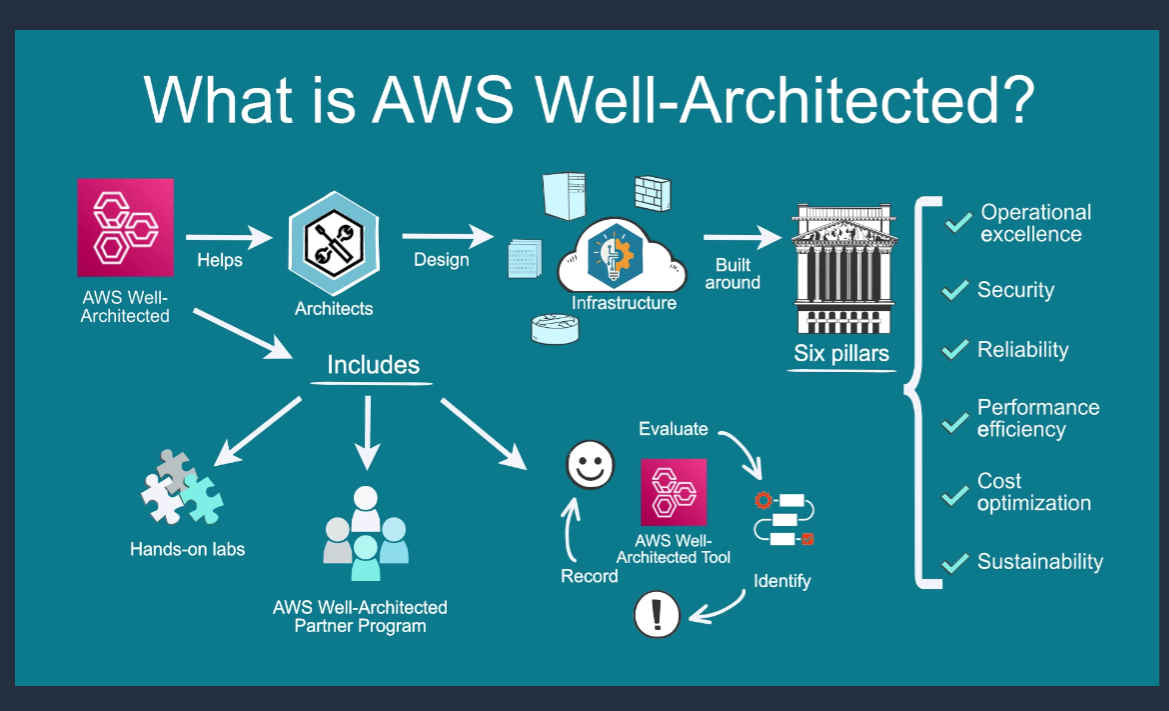 What is AWS Well-Architected?
AWS Well-
Architected
Helps
Architects
Design
Infrastructure
Built
around
Six pillars
Operational
excellence
Security
Reliability
Performance
efficiency
Cost
optimization
Sustainability
Includes
Hands-on labs
AWS Well-Architected
Partner Program
Evaluate
AWS Well-
Architected Tool
Identify
Record